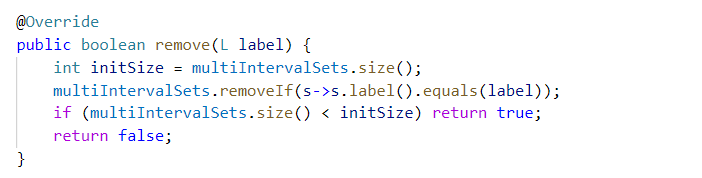 @Override
public boolean remove(L label) {
    int initSize = multiIntervalSets.size();
    multiIntervalSets.removeIf(s->s.label().equals(label));
    if (multiIntervalSets.size() < initSize) return true;
    return false;
}